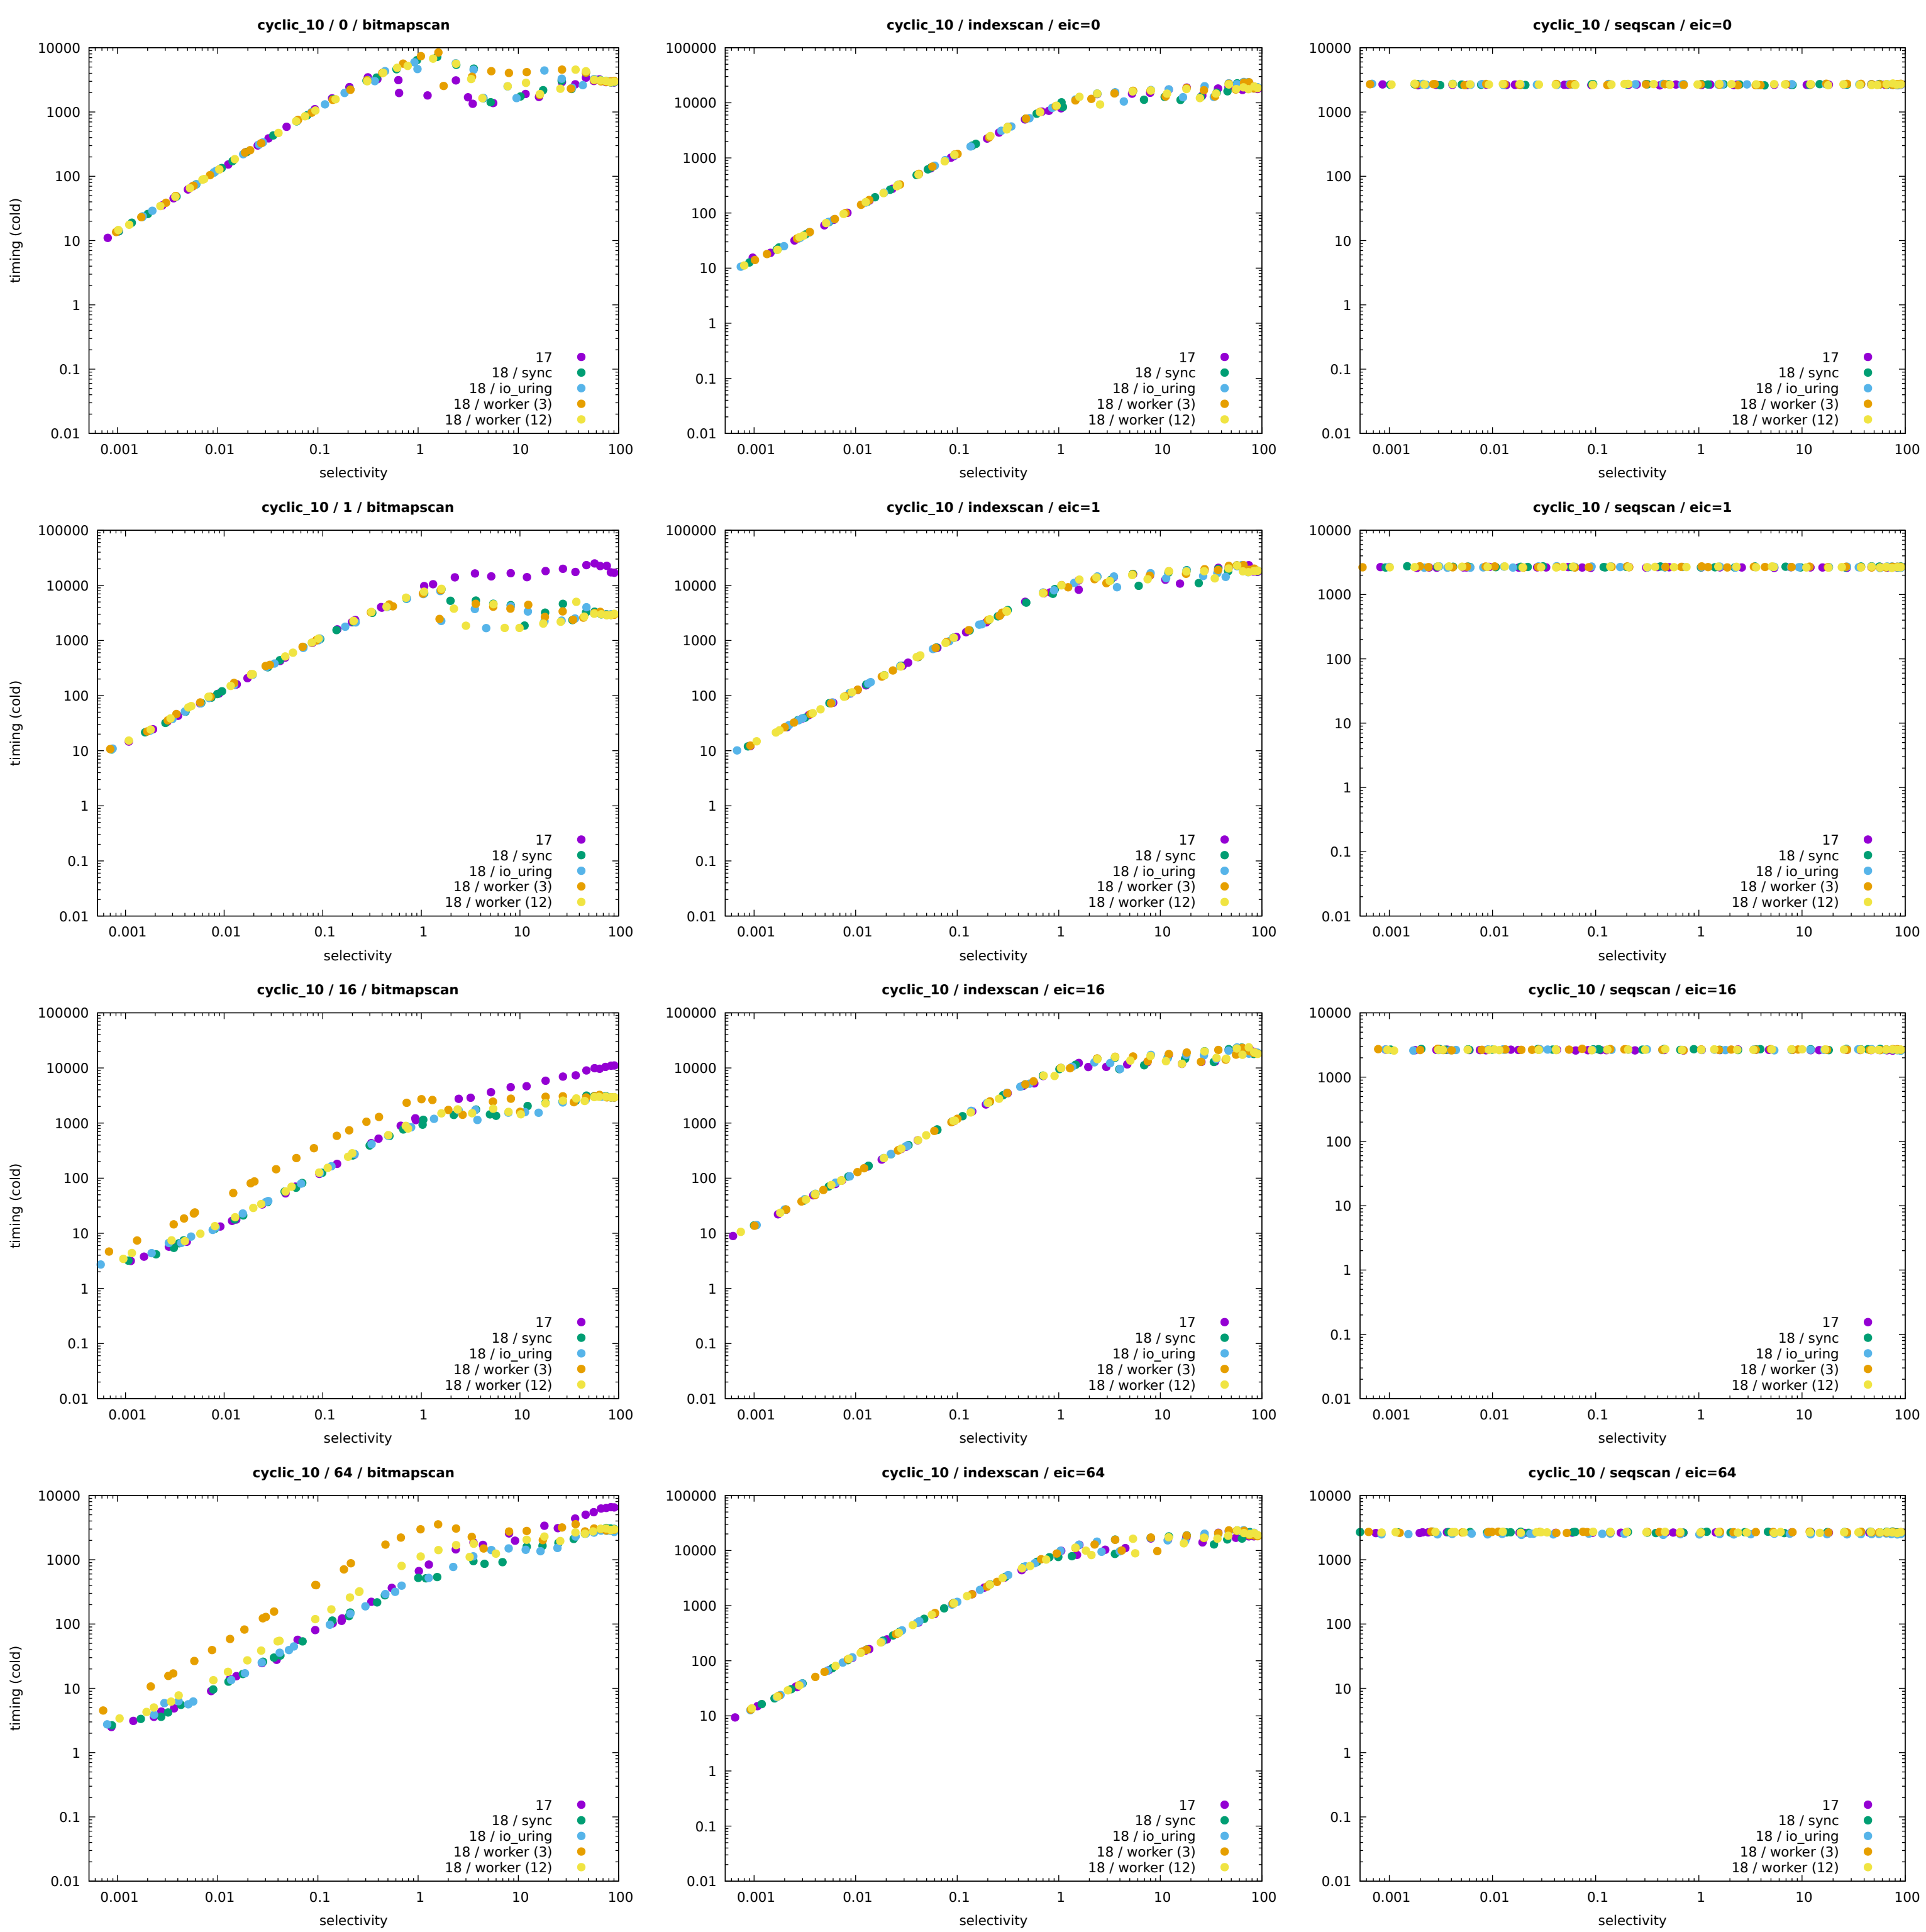 cyclic_10 / 0 / bitmapscan
10000
1000
100
10
1
0.1
0.01
timing (cold)
17
18 / sync
18 / io_uring
18 / worker (3)
18 / worker (12)
0.001 0.01 0.1 1 10 100
selectivity
cyclic_10 / indexscan / eic=0
100000
10000
1000
100
10
1
0.1
0.01
17
18 / sync
18 / io_uring
18 / worker (3)
18 / worker (12)
0.001 0.01 0.1 1 10 100
selectivity
cyclic_10 / seqscan / eic=0
10000
1000
100
10
1
0.1
0.01
17
18 / sync
18 / io_uring
18 / worker (3)
18 / worker (12)
0.001 0.01 0.1 1 10 100
selectivity
cyclic_10 / 1 / bitmapscan
100000
10000
1000
100
10
1
0.1
0.01
timing (cold)
17
18 / sync
18 / io_uring
18 / worker (3)
18 / worker (12)
0.001 0.01 0.1 1 10 100
selectivity
cyclic_10 / indexscan / eic=1
100000
10000
1000
100
10
1
0.1
0.01
17
18 / sync
18 / io_uring
18 / worker (3)
18 / worker (12)
0.001 0.01 0.1 1 10 100
selectivity
cyclic_10 / seqscan / eic=1
10000
1000
100
10
1
0.1
0.01
17
18 / sync
18 / io_uring
18 / worker (3)
18 / worker (12)
0.001 0.01 0.1 1 10 100
selectivity
cyclic_10 / 16 / bitmapscan
100000
10000
1000
100
10
1
0.1
0.01
timing (cold)
17
18 / sync
18 / io_uring
18 / worker (3)
18 / worker (12)
0.001 0.01 0.1 1 10 100
selectivity
cyclic_10 / indexscan / eic=16
100000
10000
1000
100
10
1
0.1
0.01
17
18 / sync
18 / io_uring
18 / worker (3)
18 / worker (12)
0.001 0.01 0.1 1 10 100
selectivity
cyclic_10 / seqscan / eic=16
10000
1000
100
10
1
0.1
0.01
17
18 / sync
18 / io_uring
18 / worker (3)
18 / worker (12)
0.001 0.01 0.1 1 10 100
selectivity
cyclic_10 / 64 / bitmapscan
10000
1000
100
10
1
0.1
0.01
timing (cold)
17
18 / sync
18 / io_uring
18 / worker (3)
18 / worker (12)
0.001 0.01 0.1 1 10 100
selectivity
cyclic_10 / indexscan / eic=64
100000
10000
1000
100
10
1
0.1
0.01
17
18 / sync
18 / io_uring
18 / worker (3)
18 / worker (12)
0.001 0.01 0.1 1 10 100
selectivity
cyclic_10 / seqscan / eic=64
10000
1000
100
10
1
0.1
0.01
17
18 / sync
18 / io_uring
18 / worker (3)
18 / worker (12)
0.001 0.01 0.1 1 10 100
selectivity